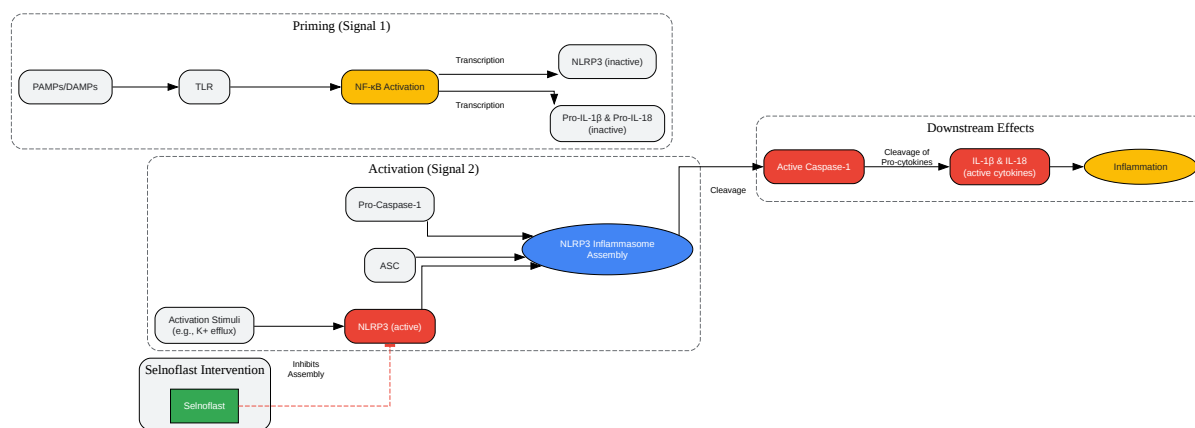 Priming (Signal 1)
PAMPs/DAMPs
TLR
NF-κB Activation
Transcription
Transcription
NLRP3 (inactive)
Pro-IL-1β & Pro-IL-18
(inactive)
Activation (Signal 2)
Pro-Caspase-1
ASC
Activation Stimuli
(e.g., K+ efflux)
NLRP3 (active)
NLRP3 Inflammasome
Assembly
Cleavage
Downstream Effects
Active Caspase-1
Cleavage of
Pro-cytokines
IL-1β & IL-18
(active cytokines)
Inflammation
Selnoflast Intervention
Selnoflast
Inhibits
Assembly